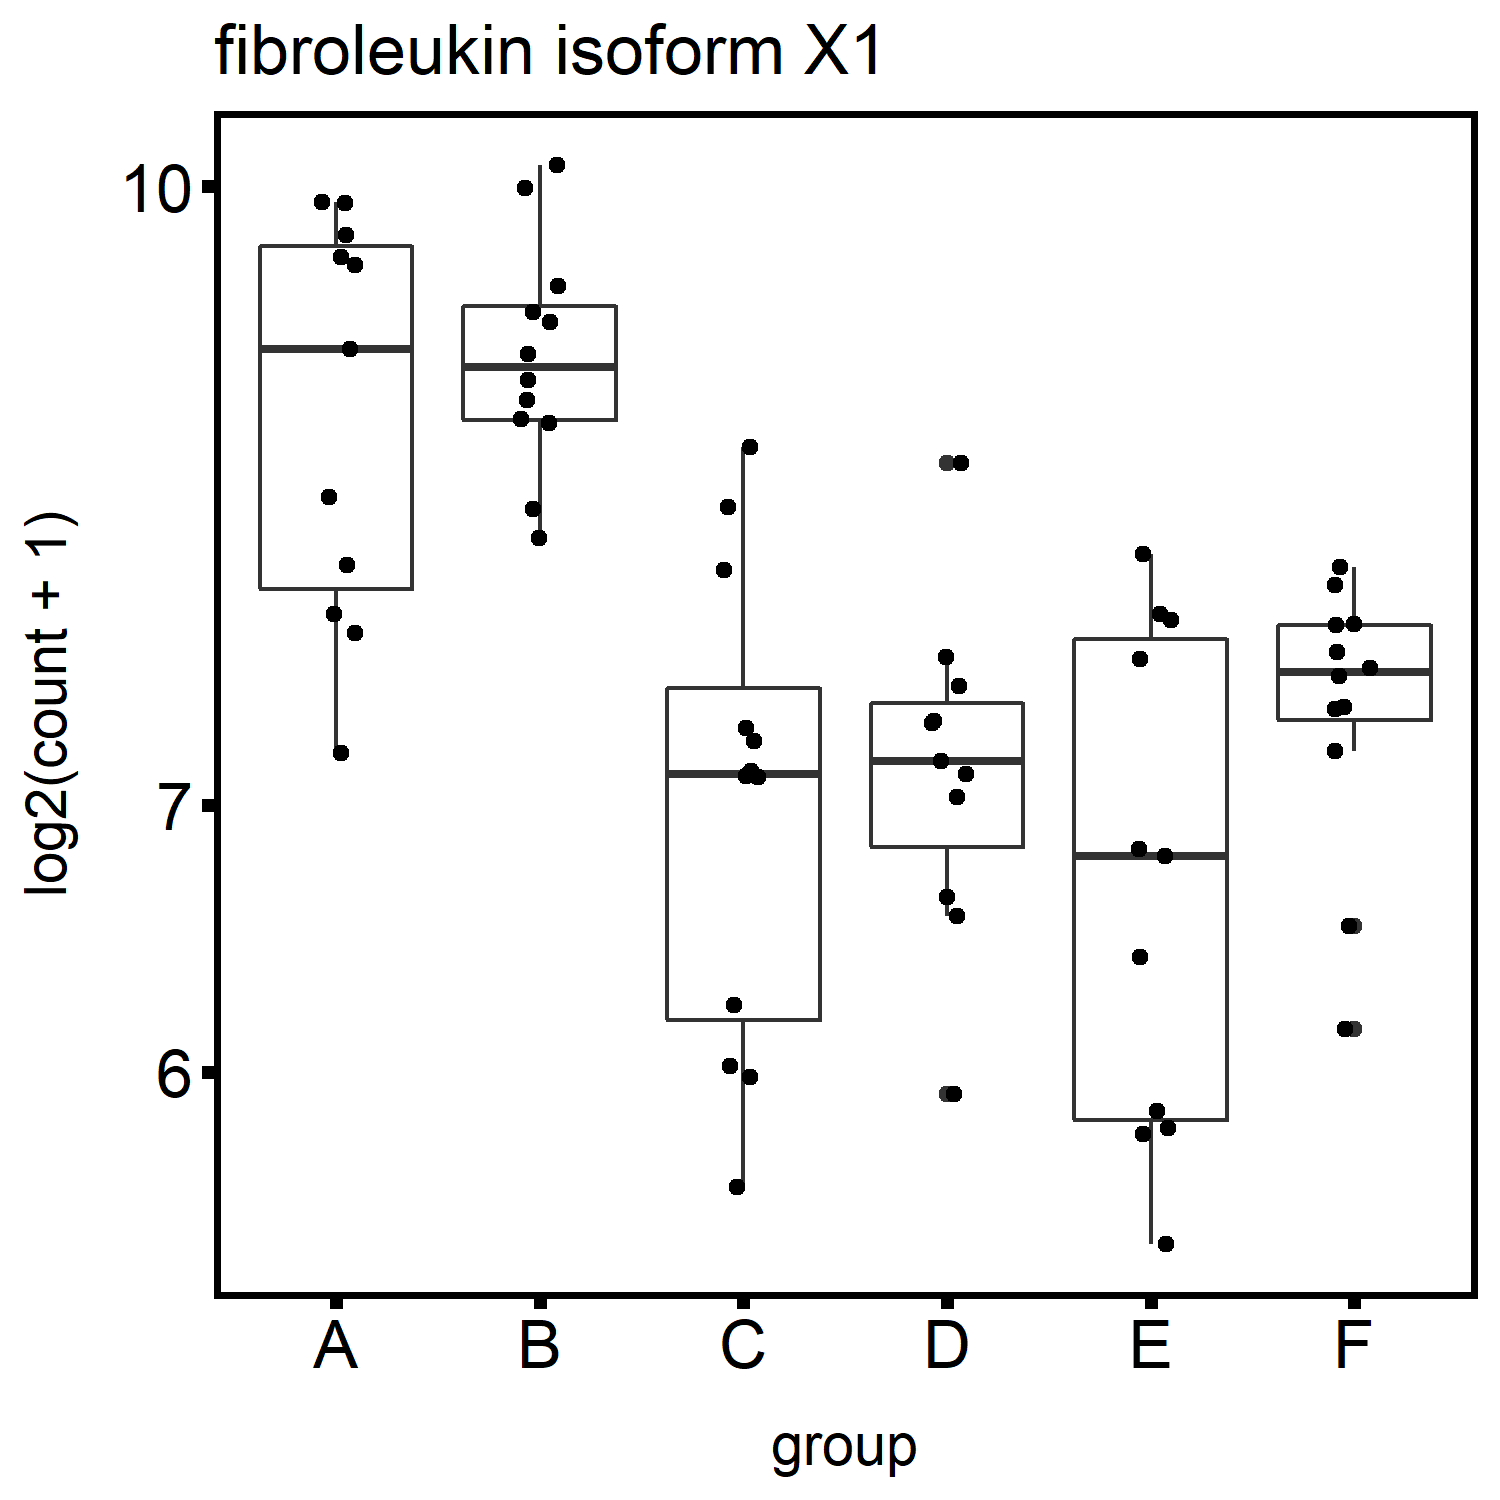 fibroleukin isoform X1
10
7
6
log2(count + 1)
A B C D E F
group